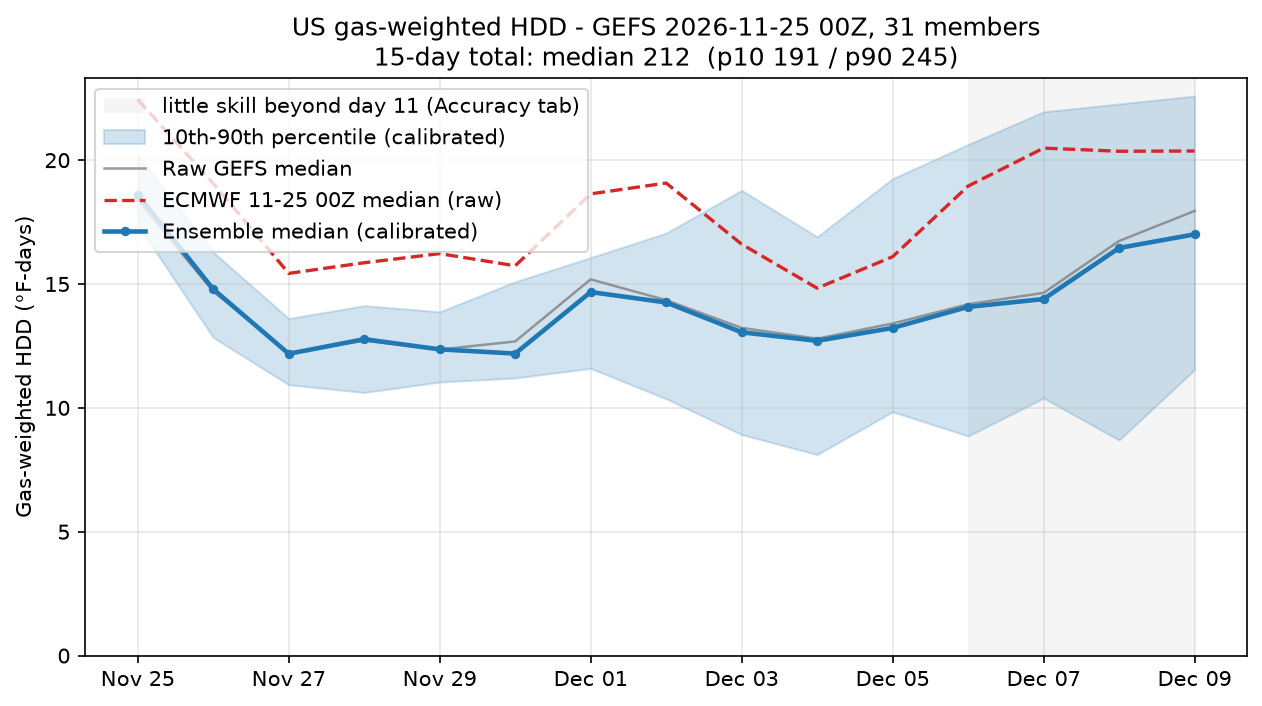 US gas-weighted HDD - GEFS 2026-11-25 00Z, 31 members
15-day total: median 212  (p10 191 / p90 245)
little skill beyond day 11 (Accuracy tab)
10th-90th percentile (calibrated)
Raw GEFS median
ECMWF 11-25 00Z median (raw)
Ensemble median (calibrated)
Gas-weighted HDD (°F-days)
20
15
10
5
0
Nov 25 Nov 27 Nov 29 Dec 01 Dec 03 Dec 05 Dec 07 Dec 09